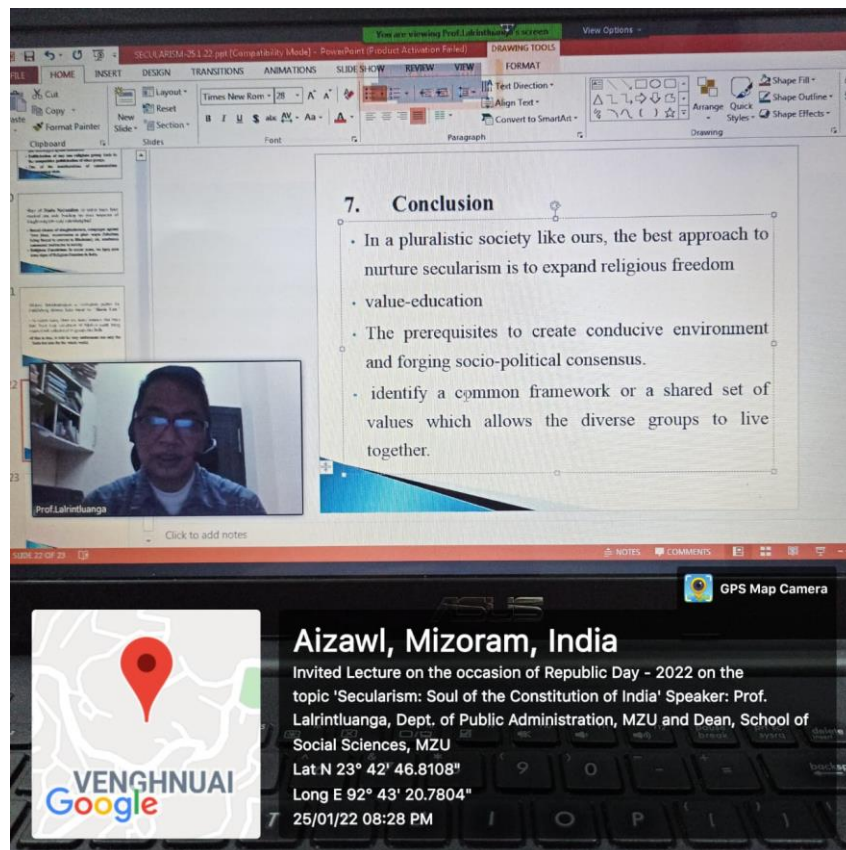 You are viewing Prof.Lalrintluanga's screen
View Options
SECULARISM-25.1.22.ppt [Compatibility Mode] - PowerPoint (Product Activation Failed)
DRAWING TOOLS
FILE HOME INSERT DESIGN TRANSITIONS ANIMATIONS SLIDE SHOW REVIEW VIEW FORMAT
Cut
Copy
Format Painter
Clipboard
New
Slide
Layout
Reset
Section
Slides
Times New Rom 28
B I U S abc AV Aa A
Font
Text Direction
Align Text
Convert to SmartArt
Paragraph
Arrange
Quick
Styles
Shape Fill
Shape Outline
Shape Effects
Drawing
7. Conclusion
· In a pluralistic society like ours, the best approach to
nurture secularism is to expand religious freedom
· value-education
· The prerequisites to create conducive environment
and forging socio-political consensus.
· identify a common framework or a shared set of
values which allows the diverse groups to live
together.
23
Prof.Lalrintluanga
Click to add notes
SLIDE 22 OF 23
NOTES
COMMENTS
ASUS
GPS Map Camera
Aizawl, Mizoram, India
Invited Lecture on the occasion of Republic Day - 2022 on the
topic 'Secularism: Soul of the Constitution of India' Speaker: Prof.
Lalrintluanga, Dept. of Public Administration, MZU and Dean, School of
Social Sciences, MZU
Lat N 23° 42' 46.8108"
Long E 92° 43' 20.7804"
25/01/22 08:28 PM
VENGHNUAI
Google